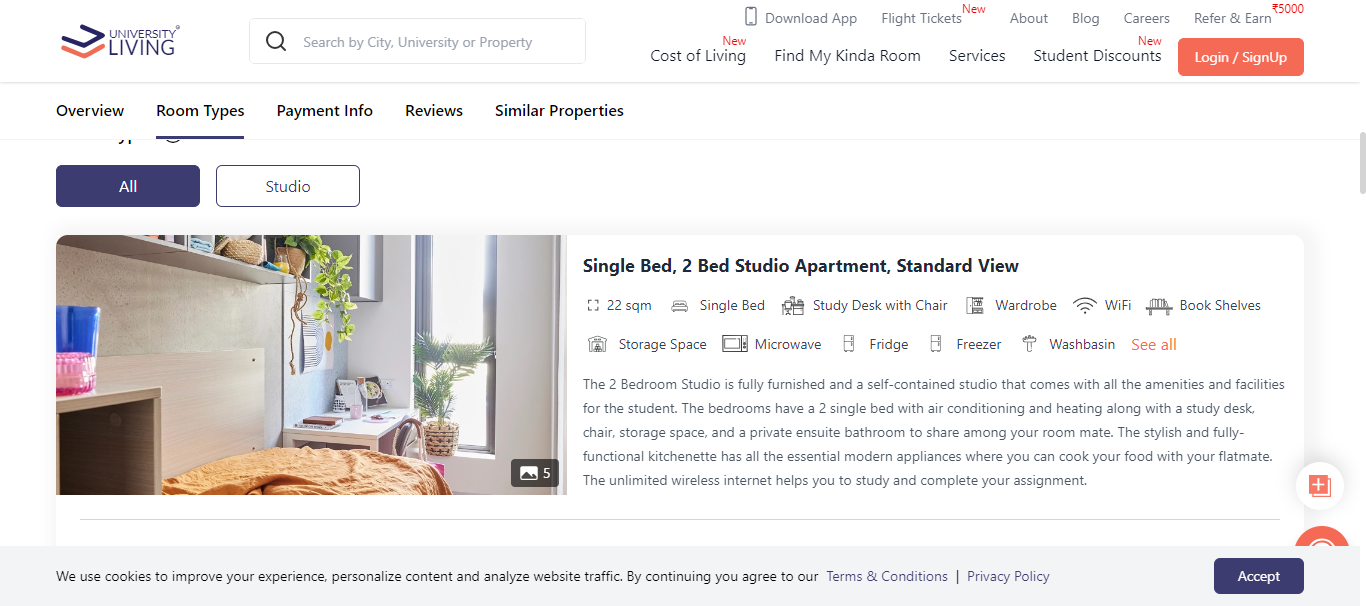 UNIVERSITY LIVING
Search by City, University or Property
Download App
Flight Tickets New
About
Blog
Careers
Refer & Earn ₹5000
Cost of Living New
Find My Kinda Room
Services
Student Discounts New
Login / SignUp
Overview
Room Types
Payment Info
Reviews
Similar Properties
All
Studio
5
Single Bed, 2 Bed Studio Apartment, Standard View
22 sqm Single Bed Study Desk with Chair Wardrobe WiFi Book Shelves
Storage Space Microwave Fridge Freezer Washbasin See all
The 2 Bedroom Studio is fully furnished and a self-contained studio that comes with all the amenities and facilities
for the student. The bedrooms have a 2 single bed with air conditioning and heating along with a study desk,
chair, storage space, and a private ensuite bathroom to share among your room mate. The stylish and fully-
functional kitchenette has all the essential modern appliances where you can cook your food with your flatmate.
The unlimited wireless internet helps you to study and complete your assignment.
We use cookies to improve your experience, personalize content and analyze website traffic. By continuing you agree to our Terms & Conditions | Privacy Policy
Accept